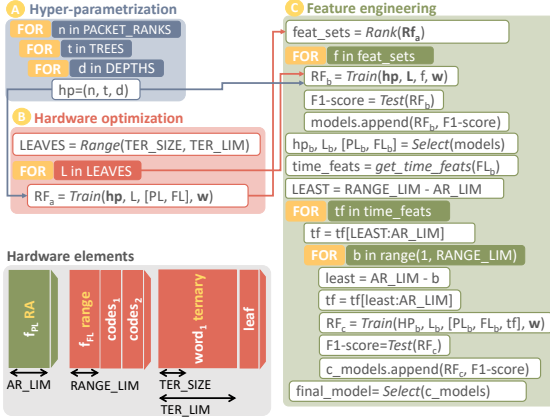 A Hyper-parametrization
FOR n in PACKET_RANKS
FOR t in TREES
FOR d in DEPTHS
hp=(n, t, d)
B Hardware optimization
LEAVES = Range(TER_SIZE, TER_LIM)
FOR L in LEAVES
RFa = Train(hp, L, [PL, FL], w)
Hardware elements
fPL RA
fFL range
codes1
codes2
word1 ternary
leaf
AR_LIM
RANGE_LIM
TER_SIZE
TER_LIM
C Feature engineering
feat_sets = Rank(Rfa)
FOR f in feat_sets
RFb = Train(hp, L, f, w)
F1-score = Test(RFb)
models.append(RFb, F1-score)
hpb, Lb, [PLb, FLb] = Select(models)
time_feats = get_time_feats(FLb)
LEAST = RANGE_LIM - AR_LIM
FOR tf in time_feats
tf = tf[LEAST:AR_LIM]
FOR b in range(1, RANGE_LIM)
least = AR_LIM - b
tf = tf[least:AR_LIM]
RFc = Train(HPb, Lb, [PLb, FLb, tf], w)
F1-score=Test(RFc)
c_models.append(RFc, F1-score)
final_model= Select(c_models)